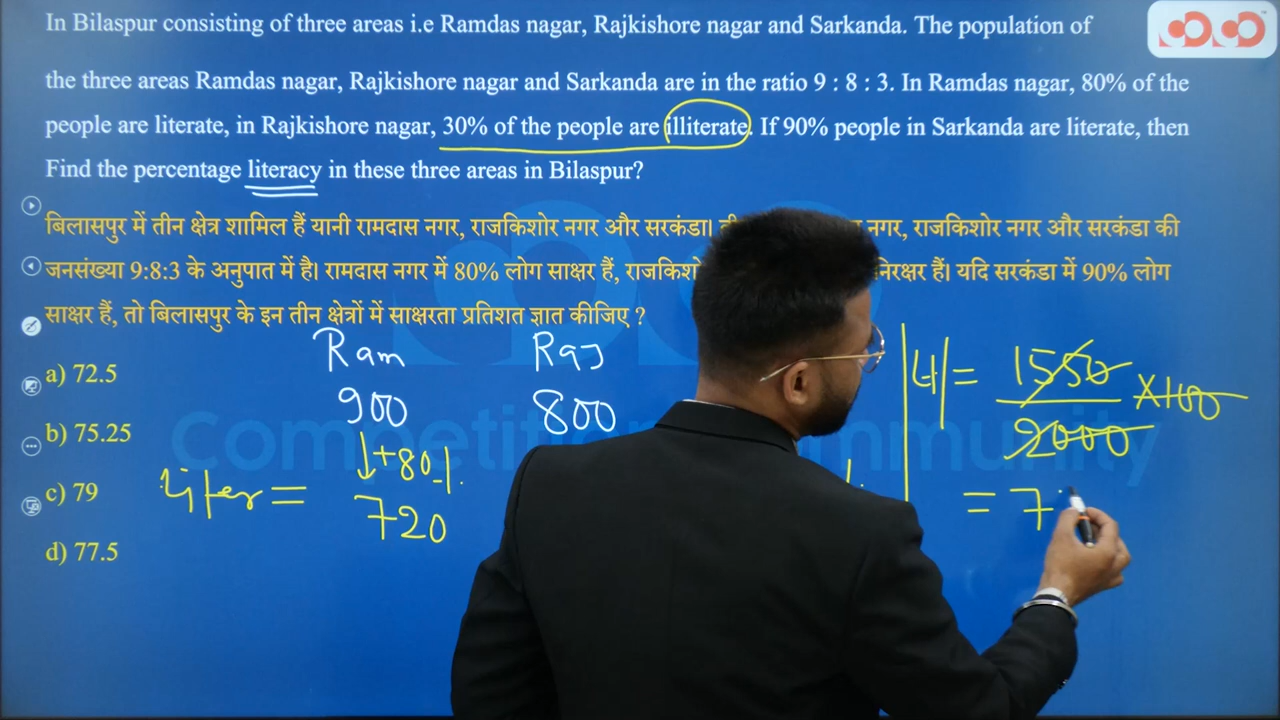 In Bilaspur consisting of three areas i.e Ramdas nagar, Rajkishore nagar and Sarkanda. The population of
the three areas Ramdas nagar, Rajkishore nagar and Sarkanda are in the ratio 9 : 8 : 3. In Ramdas nagar, 80% of the
people are literate, in Rajkishore nagar, 30% of the people are illiterate. If 90% people in Sarkanda are literate, then
Find the percentage literacy in these three areas in Bilaspur?
बिलासपुर में तीन क्षेत्र शामिल हैं यानी रामदास नगर, राजकिशोर नगर और सरकंडा। नगर, राजकिशोर नगर और सरकंडा की
जनसंख्या 9:8:3 के अनुपात में है। रामदास नगर में 80% लोग साक्षर हैं, निरक्षर हैं। यदि सरकंडा में 90% लोग
साक्षर हैं, तो बिलासपुर के इन तीन क्षेत्रों में साक्षरता प्रतिशत ज्ञात कीजिए ?
a) 72.5
b) 75.25
c) 79
d) 77.5
Ram Raj
900 800
+80%
liter = 720
= 1550 ×100
2000
= 7